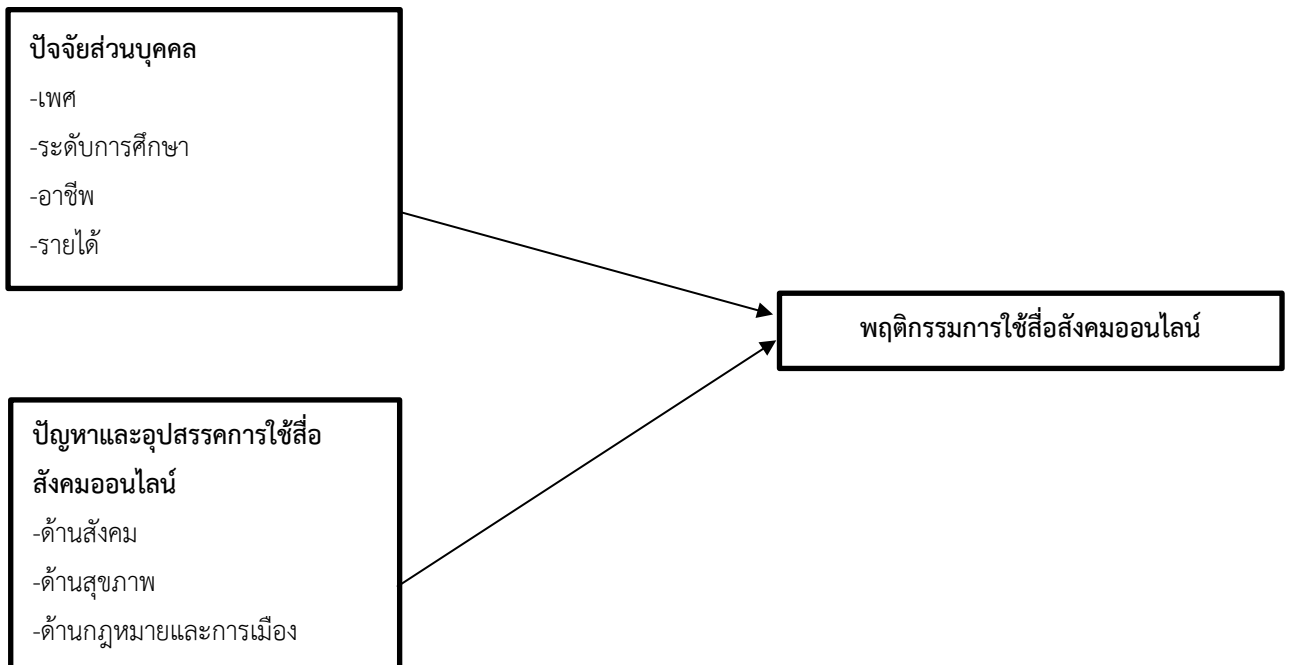 ปัจจัยส่วนบุคคล
-เพศ
-ระดับการศึกษา
-อาชีพ
-รายได้
พฤติกรรมการใช้สื่อสังคมออนไลน์
ปัญหาและอุปสรรคการใช้สื่อ
สังคมออนไลน์
-ด้านสังคม
-ด้านสุขภาพ
-ด้านกฎหมายและการเมือง